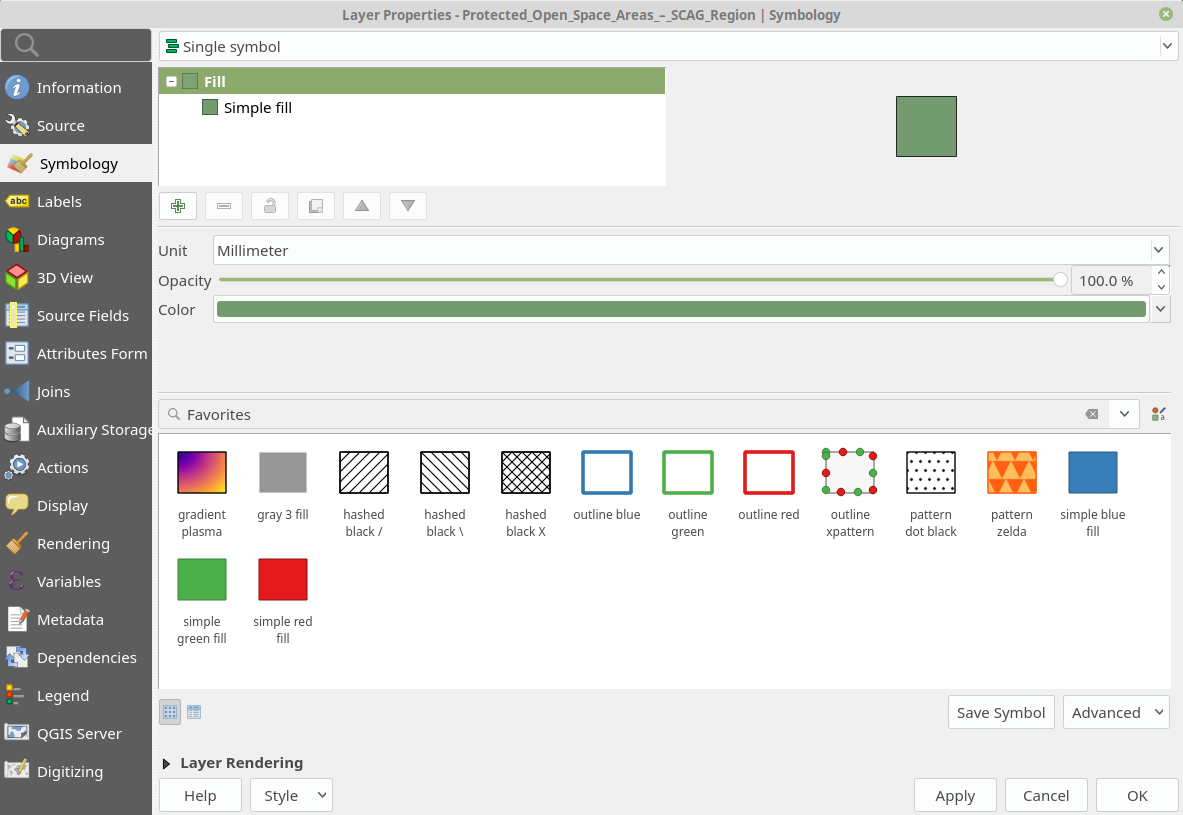 Layer Properties - Protected_Open_Space_Areas_–_SCAG_Region | Symbology
Single symbol
Information
Source
Symbology
abc Labels
Diagrams
3D View
Source Fields
Attributes Form
Joins
Auxiliary Storage
Actions
Display
Rendering
Variables
Metadata
Dependencies
Legend
QGIS Server
Digitizing
Fill
Simple fill
Unit Millimeter
Opacity 100.0 %
Color
Favorites
gradient plasma
gray 3 fill
hashed black /
hashed black \
hashed black X
outline blue
outline green
outline red
outline xpattern
pattern dot black
pattern zelda
simple blue fill
simple green fill
simple red fill
Save Symbol
Advanced
Layer Rendering
Help
Style
Apply
Cancel
OK